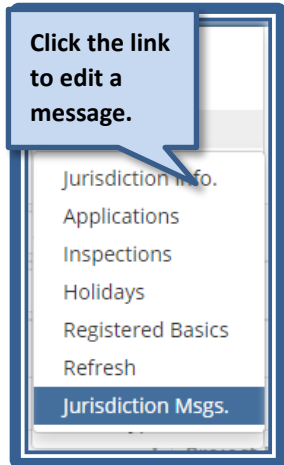 Click the link
to edit a
message.
Jurisdiction Info.
Applications
Inspections
Holidays
Registered Basics
Refresh
Jurisdiction Msgs.